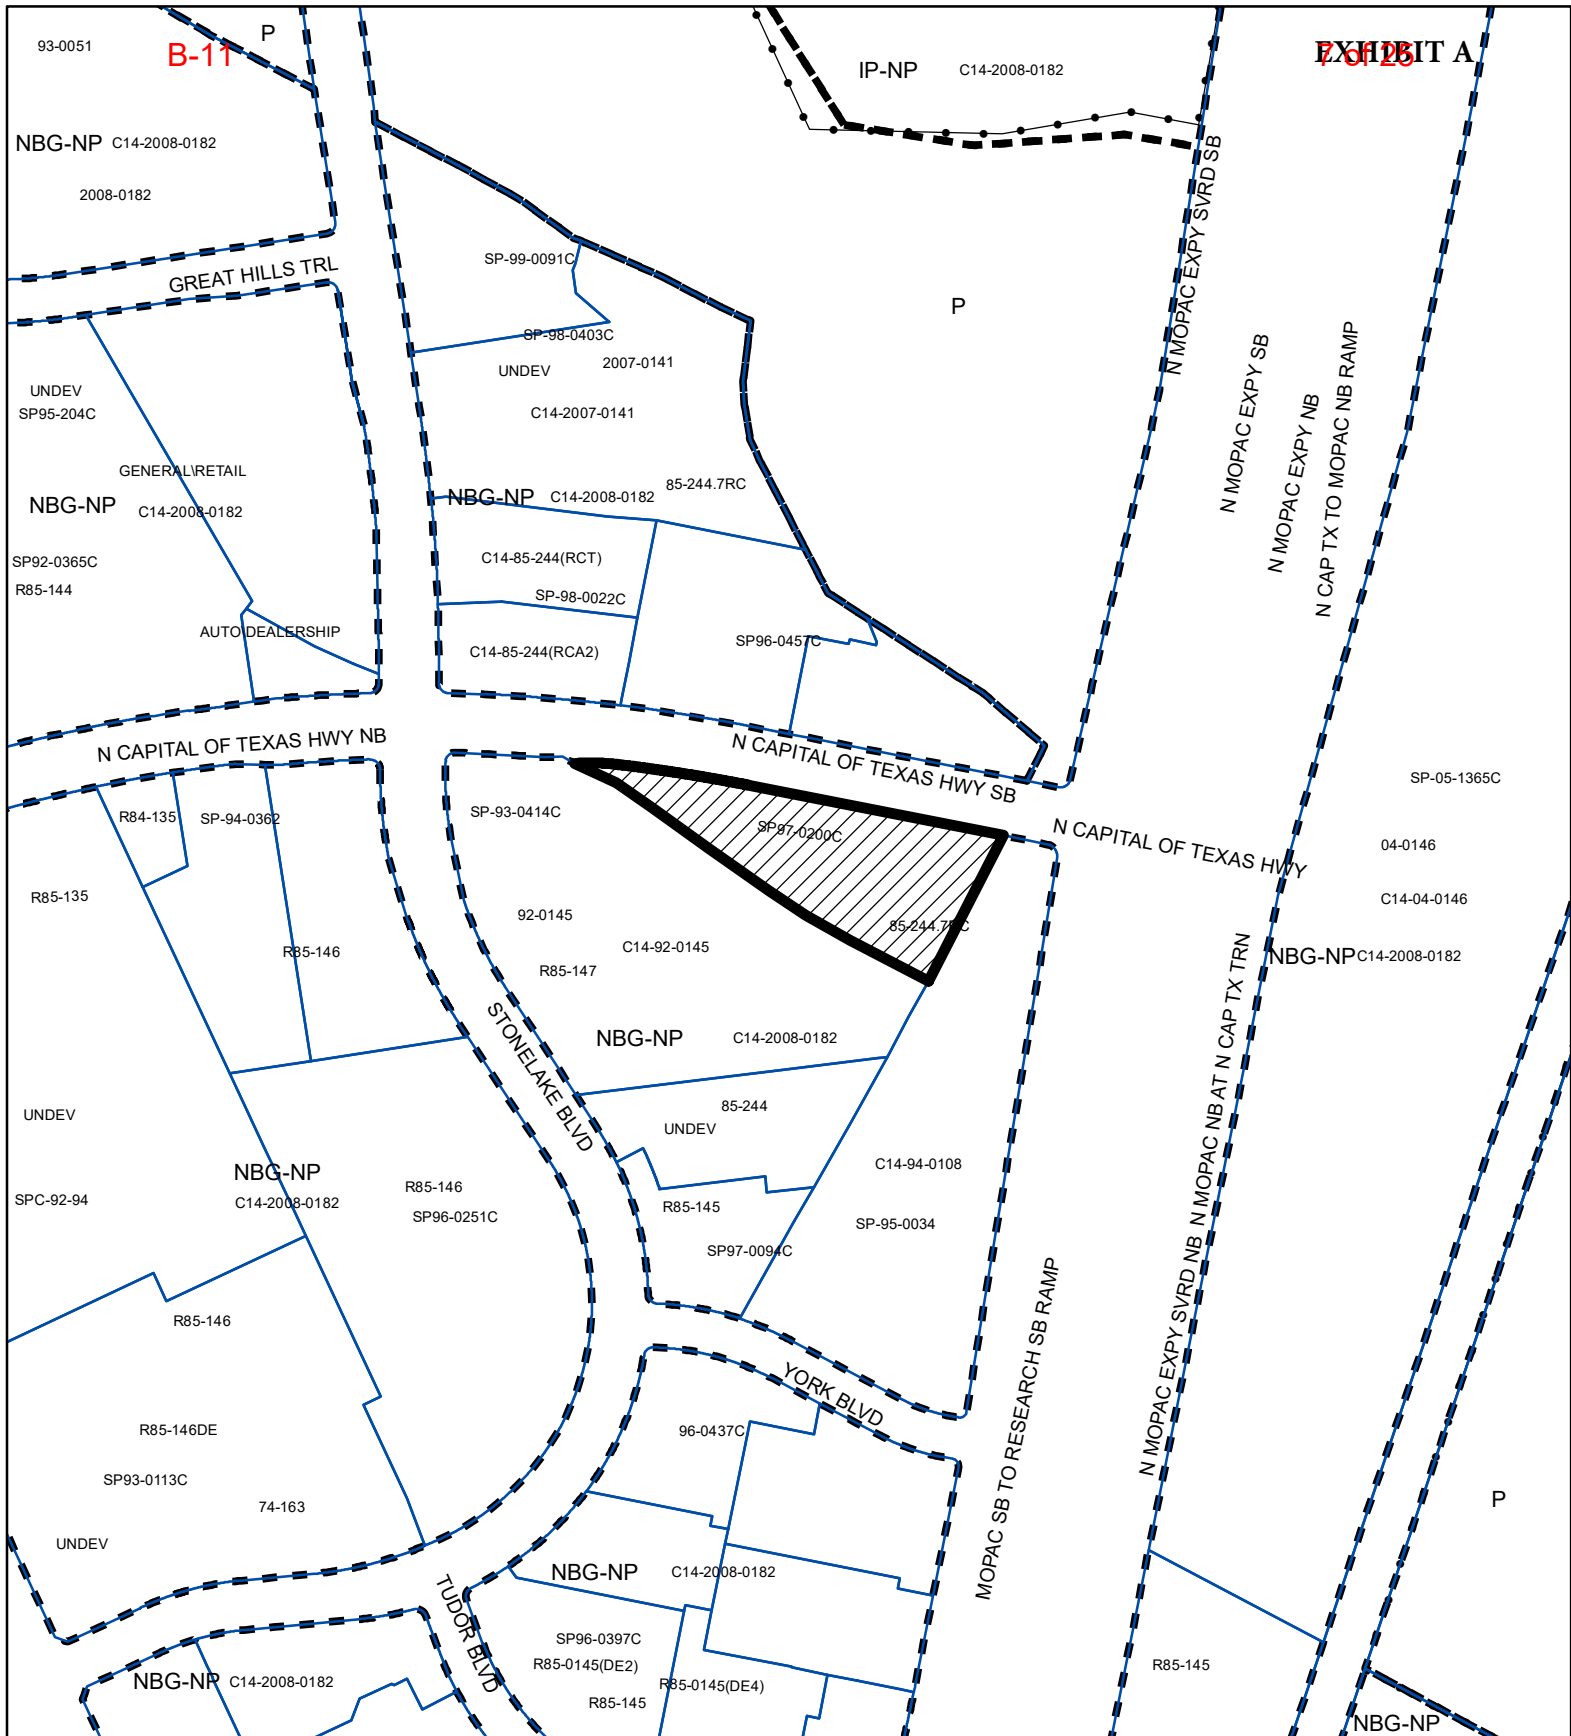 93-0051
P
B-11
IP-NP
C14-2008-0182
EXHIBIT A
7 of 25
NBG-NP C14-2008-0182
2008-0182
GREAT HILLS TRL
SP-99-0091C
SP-98-0403C
UNDEV
2007-0141
C14-2007-0141
P
N MOPAC EXPY SVRD SB
N MOPAC EXPY SB
N MOPAC EXPY NB
N CAP TX TO MOPAC NB RAMP
UNDEV
SP95-204C
GENERAL\RETAIL
NBG-NP C14-2008-0182
NBG-NP C14-2008-0182
85-244.7RC
SP92-0365C
R85-144
C14-85-244(RCT)
SP-98-0022C
AUTO\DEALERSHIP
C14-85-244(RCA2)
SP96-0457C
N CAPITAL OF TEXAS HWY NB
N CAPITAL OF TEXAS HWY SB
N CAPITAL OF TEXAS HWY
SP-05-1365C
R84-135
SP-94-0362
SP-93-0414C
SP97-0200C
04-0146
R85-135
C14-04-0146
92-0145
R85-146
C14-92-0145
R85-147
NBG-NP C14-2008-0182
NBG-NP C14-2008-0182
STONELAKE BLVD
85-244
UNDEV
UNDEV
C14-94-0108
NBG-NP
C14-2008-0182
R85-146
SP96-0251C
SPC-92-94
R85-145
SP-95-0034
SP97-0094C
N MOPAC EXPY SVRD NB N MOPAC NB AT N CAP TX TRN
MOPAC SB TO RESEARCH SB RAMP
R85-146
YORK BLVD
R85-146DE
96-0437C
SP93-0113C
74-163
P
UNDEV
NBG-NP C14-2008-0182
TUDOR BLVD
SP96-0397C
R85-0145(DE2)
R85-145
NBG-NP C14-2008-0182
R85-0145(DE4)
R85-145
NBG-NP